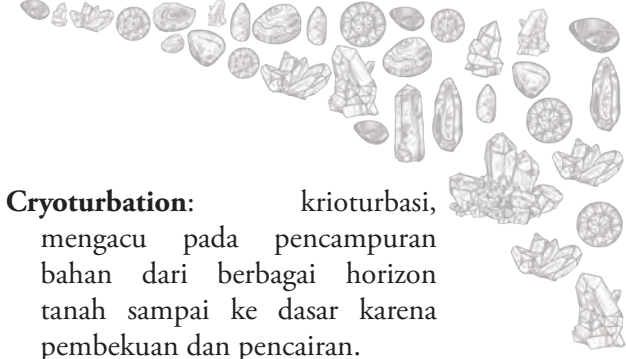 Cryoturbation: krioturbasi,
mengacu pada pencampuran
bahan dari berbagai horizon
tanah sampai ke dasar karena
pembekuan dan pencairan.